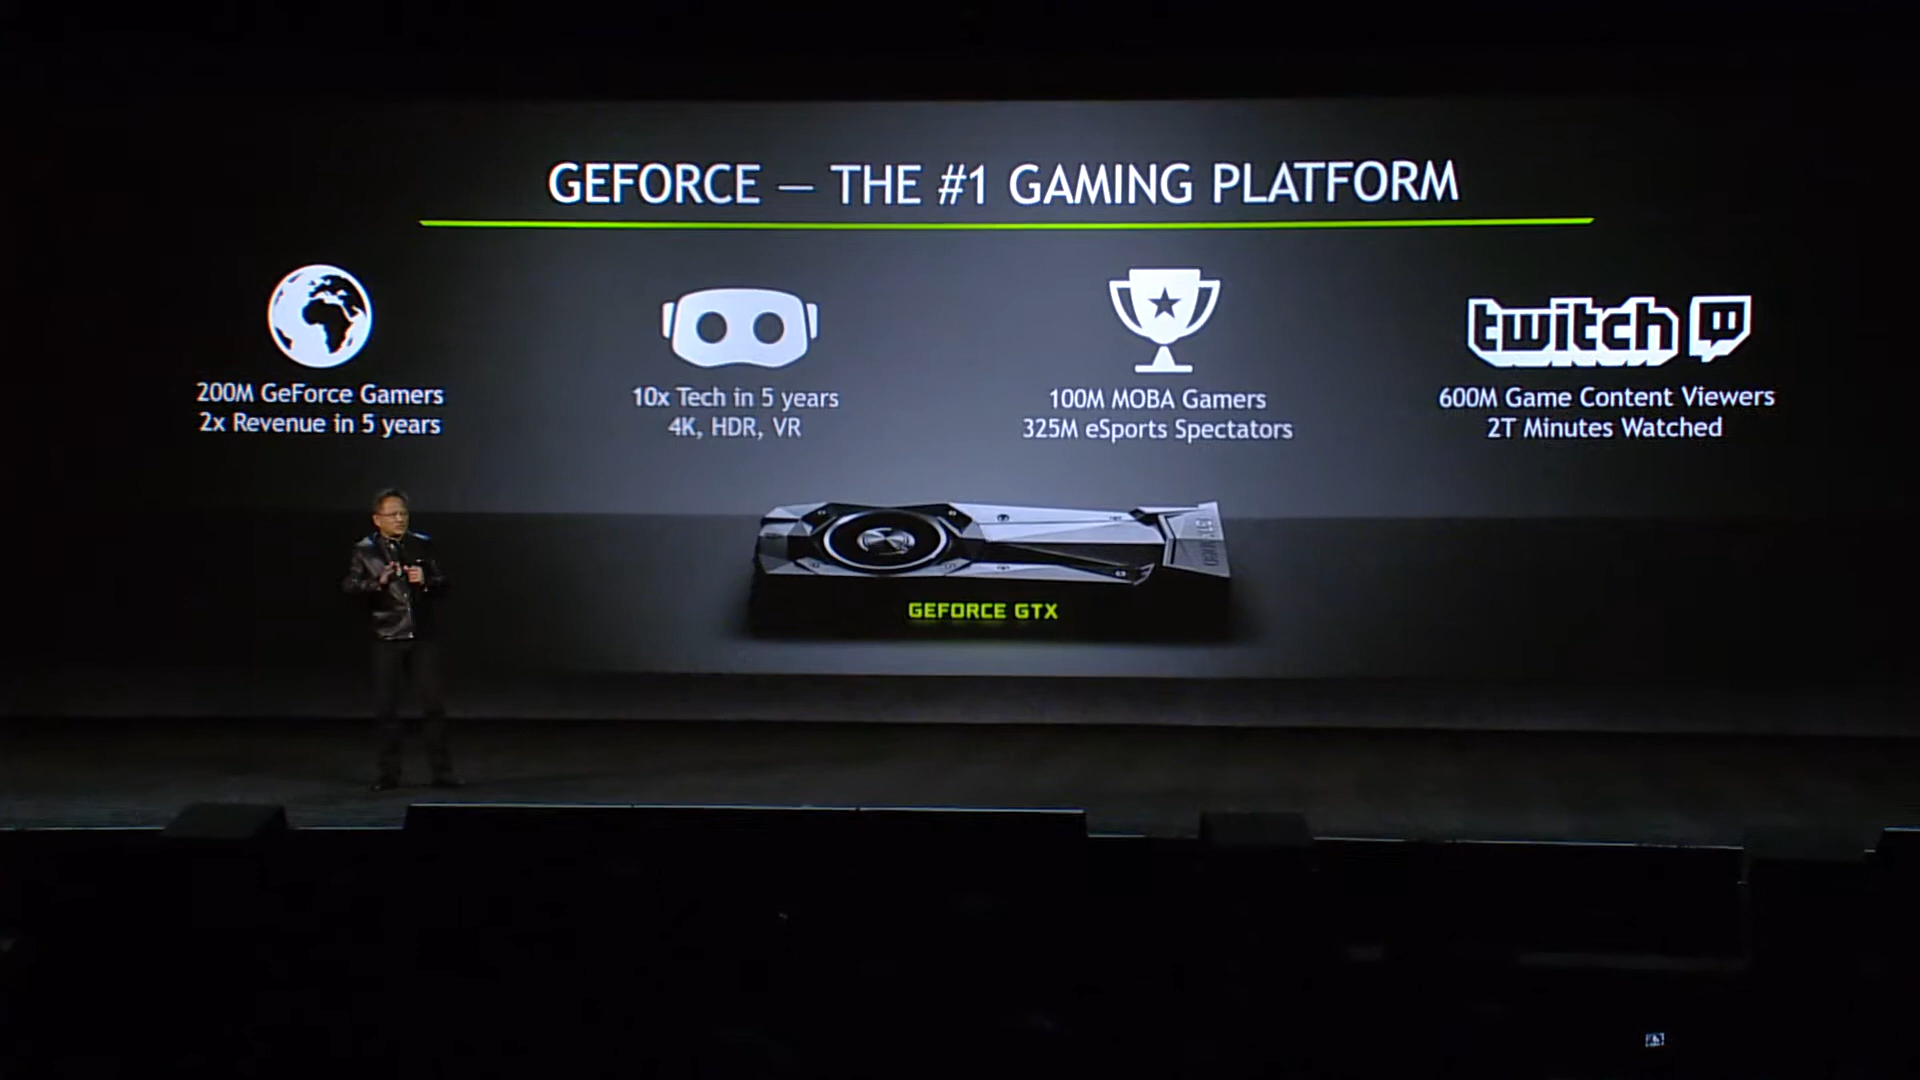 GEFORCE — THE #1 GAMING PLATFORM
200M GeForce Gamers
2x Revenue in 5 years
10x Tech in 5 years
4K, HDR, VR
100M MOBA Gamers
325M eSports Spectators
twitch
600M Game Content Viewers
2T Minutes Watched
GEFORCE GTX